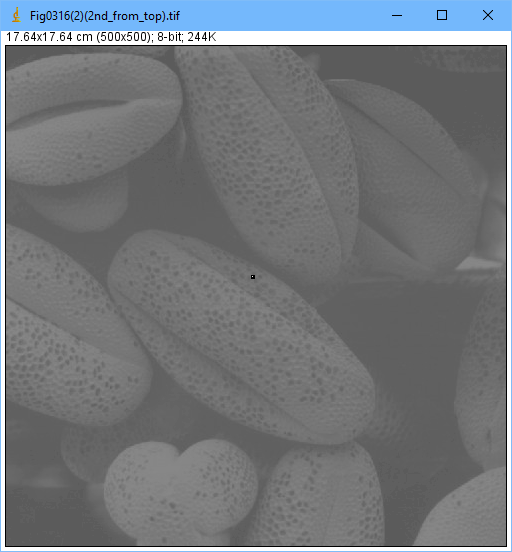 Fig0316(2)(2nd_from_top).tif
17.64x17.64 cm (500x500); 8-bit; 244K